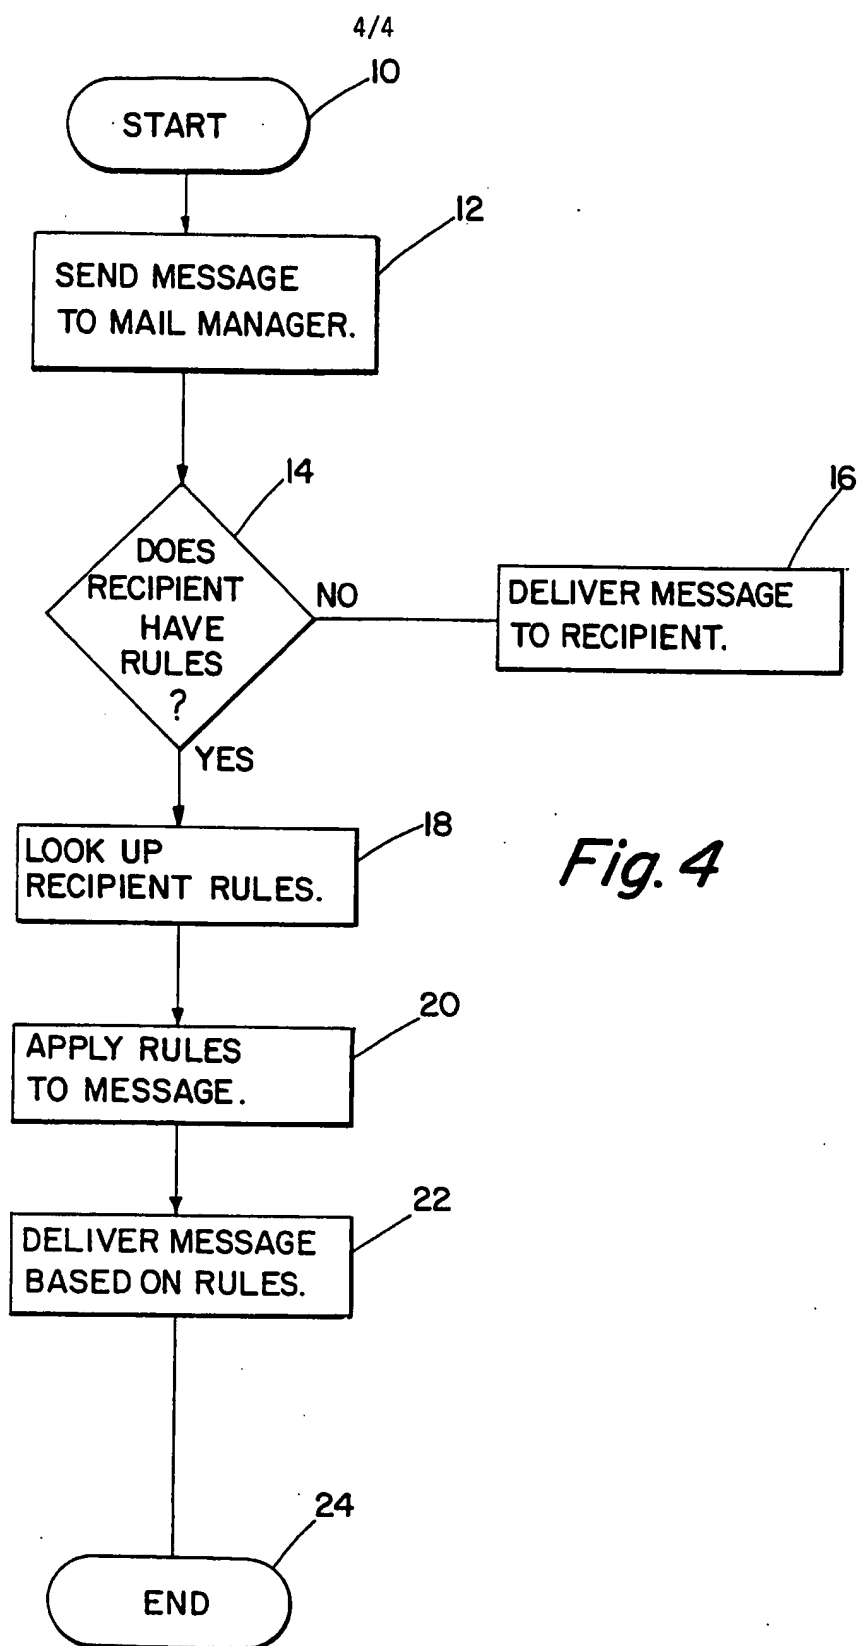 4/4
10
START
12
SEND MESSAGE
TO MAIL MANAGER.
14
DOES
RECIPIENT
HAVE
RULES
?
NO
16
DELIVER MESSAGE
TO RECIPIENT.
YES
18
LOOK UP
RECIPIENT RULES.
Fig. 4
20
APPLY RULES
TO MESSAGE.
22
DELIVER MESSAGE
BASED ON RULES.
24
END